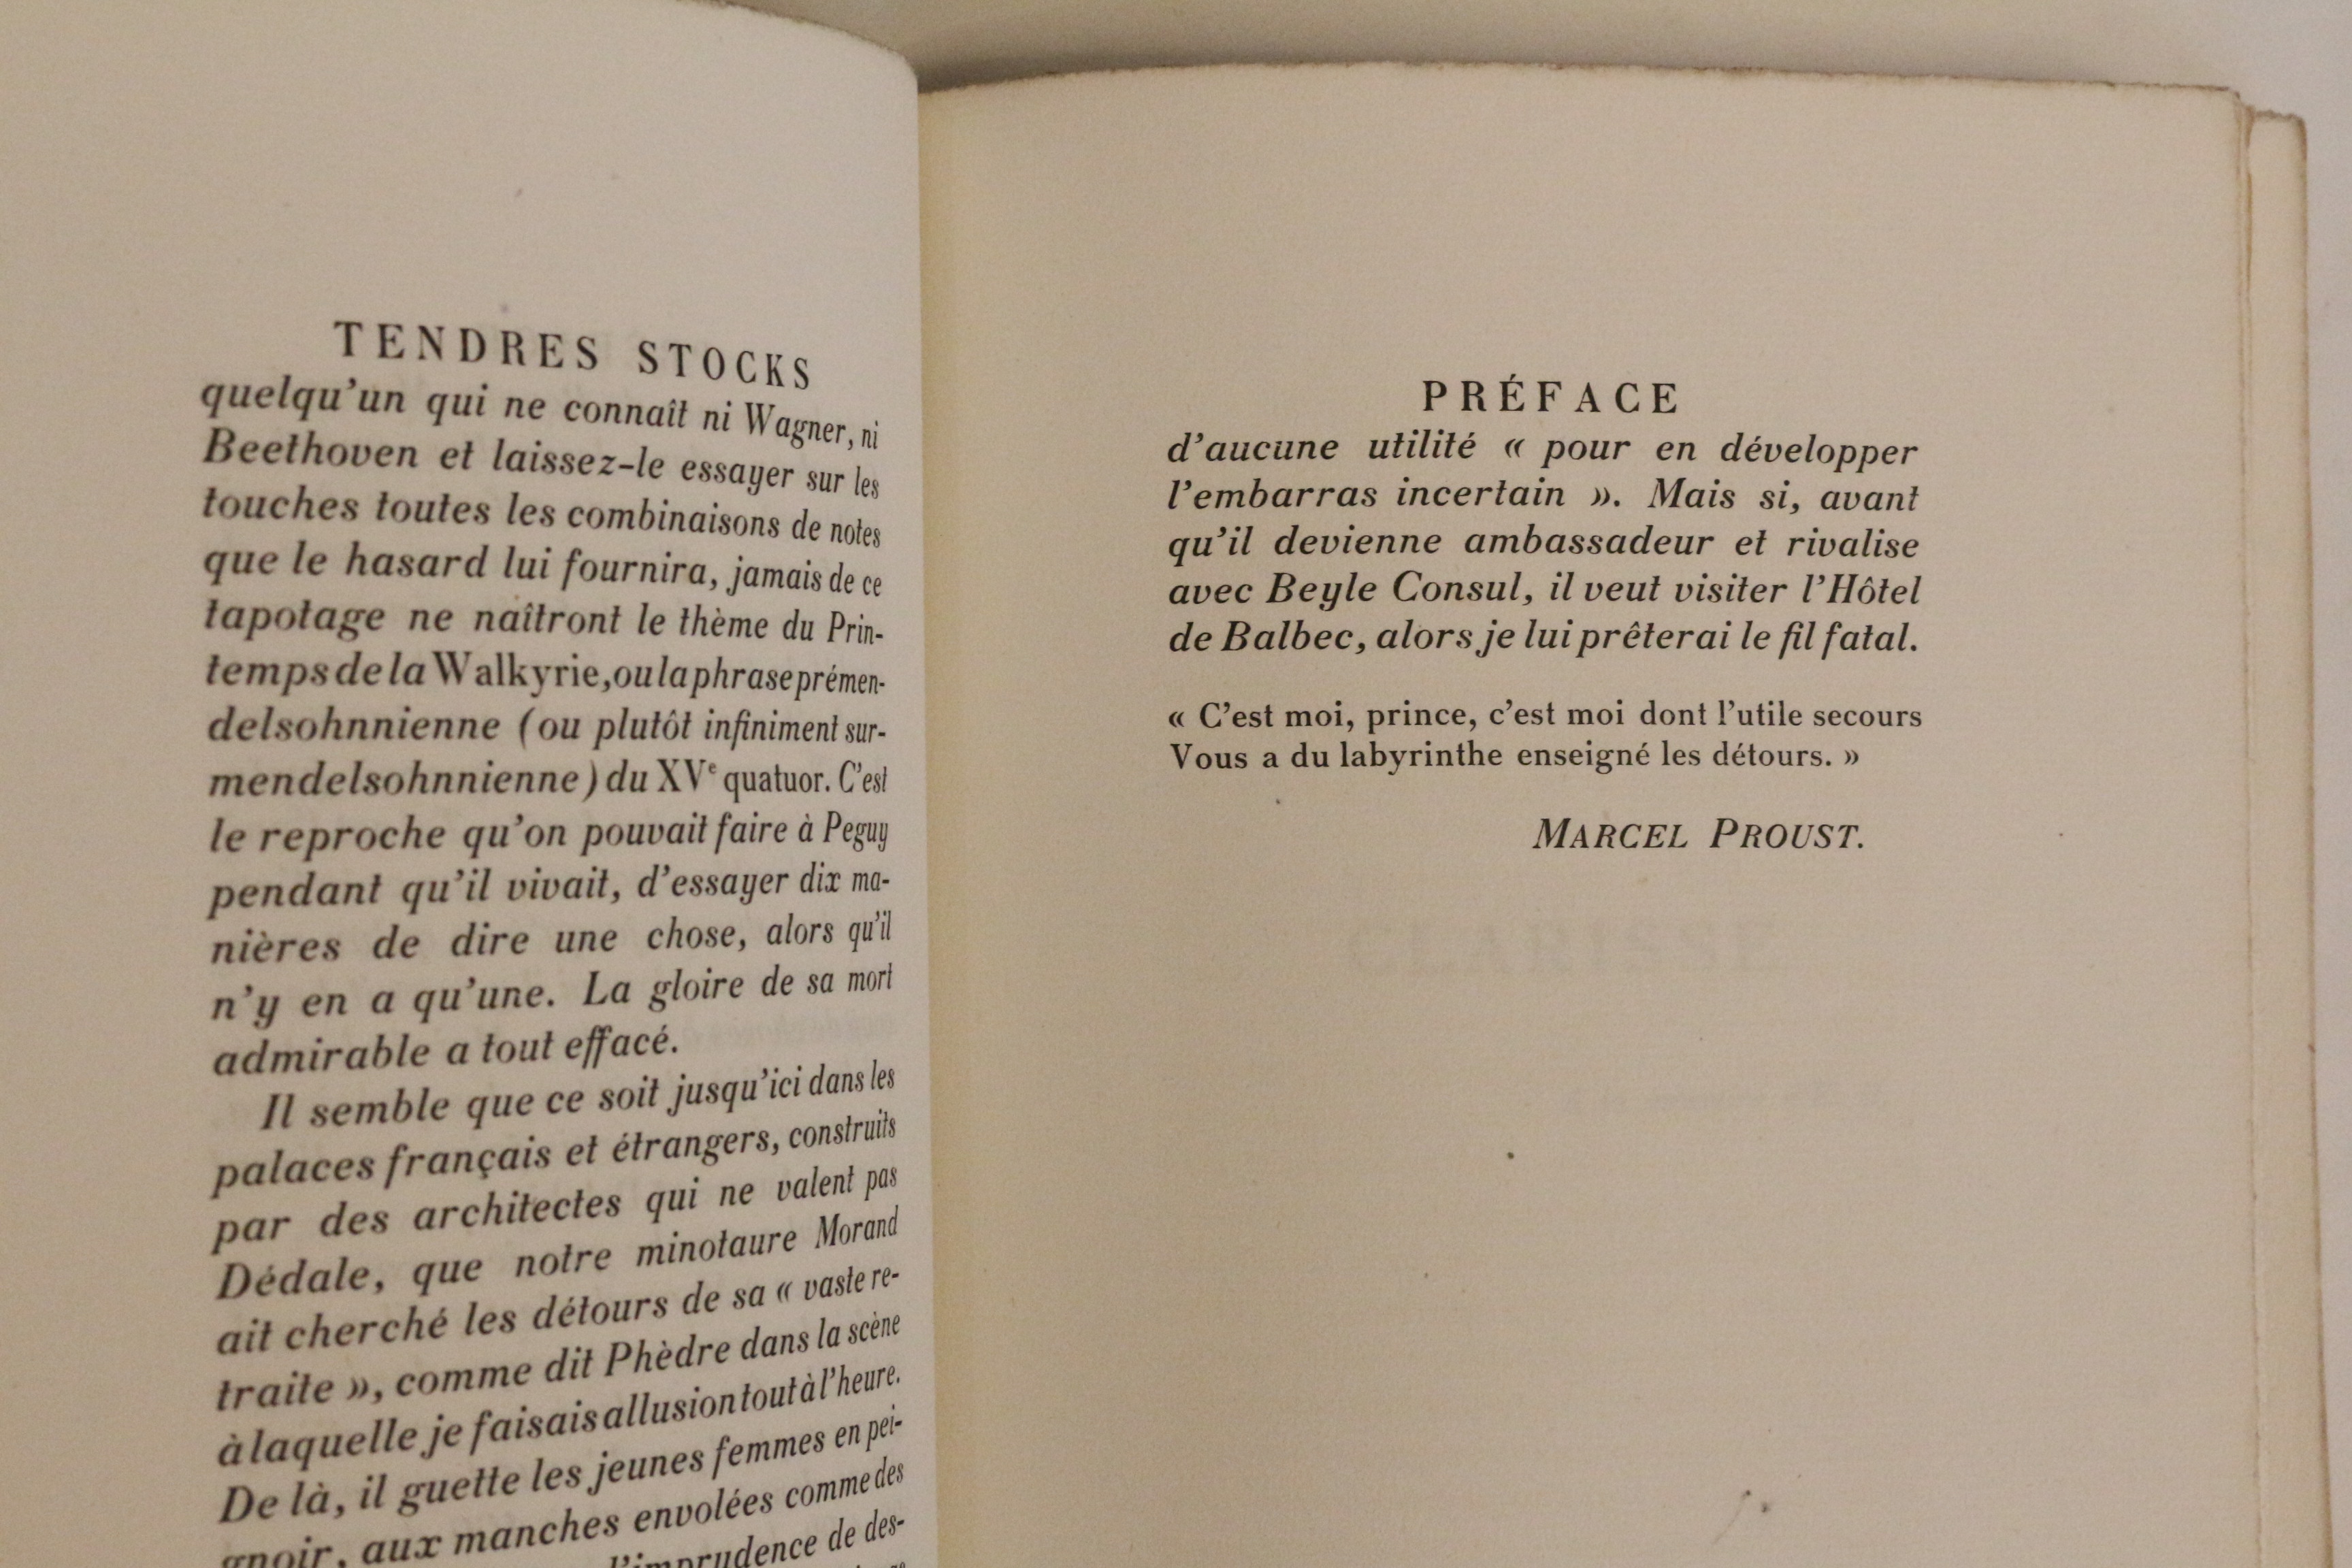 TENDRES STOCKS
quelqu'un qui ne connaît ni Wagner, ni
Beethoven et laissez-le essayer sur les
touches toutes les combinaisons de notes
que le hasard lui fournira, jamais de ce
tapotage ne naîtront le thème du Prin-
temps de la Walkyrie, ou la phrase prémen-
delsohnnienne (ou plutôt infiniment sur-
mendelsohnnienne) du XVe quatuor. C'est
le reproche qu'on pouvait faire à Peguy
pendant qu'il vivait, d'essayer dix ma-
nières de dire une chose, alors qu'il
n'y en a qu'une. La gloire de sa mort
admirable a tout effacé.
Il semble que ce soit jusqu'ici dans les
palaces français et étrangers, construits
par des architectes qui ne valent pas
Dédale, que notre minotaure Morand
ait cherché les détours de sa « vaste re-
traite », comme dit Phèdre dans la scène
à laquelle je faisais allusion tout à l'heure.
De là, il guette les jeunes femmes en pei-
gnoir, aux manches envolées comme des
l'imprudence de des-
PRÉFACE
d'aucune utilité « pour en développer
l'embarras incertain ». Mais si, avant
qu'il devienne ambassadeur et rivalise
avec Beyle Consul, il veut visiter l'Hôtel
de Balbec, alors je lui prêterai le fil fatal.
« C'est moi, prince, c'est moi dont l'utile secours
Vous a du labyrinthe enseigné les détours. »
MARCEL PROUST.